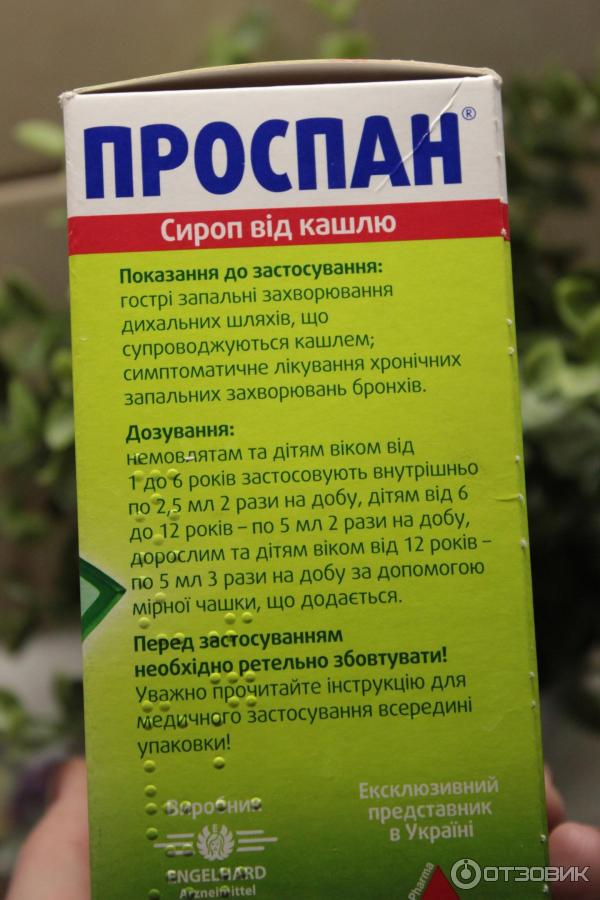 ПРОСПАН®
Сироп від кашлю
Показання до застосування:
гострі запальні захворювання
дихальних шляхів, що
супроводжуються кашлем;
симптоматичне лікування хронічних
запальних захворювань бронхів.
Дозування:
немовлятам та дітям віком від
1 до 6 років застосовують внутрішньо
по 2,5 мл 2 рази на добу, дітям від 6
до 12 років – по 5 мл 2 рази на добу,
дорослим та дітям віком від 12 років –
по 5 мл 3 рази на добу за допомогою
мірної чашки, що додається.
Перед застосуванням
необхідно ретельно збовтувати!
Уважно прочитайте інструкцію для
медичного застосування всередині
упаковки!
Виробник
ENGELHARD
Arzneimittel
Ексклюзивний
представник
в Україні
Pharma
ОТЗОВИК